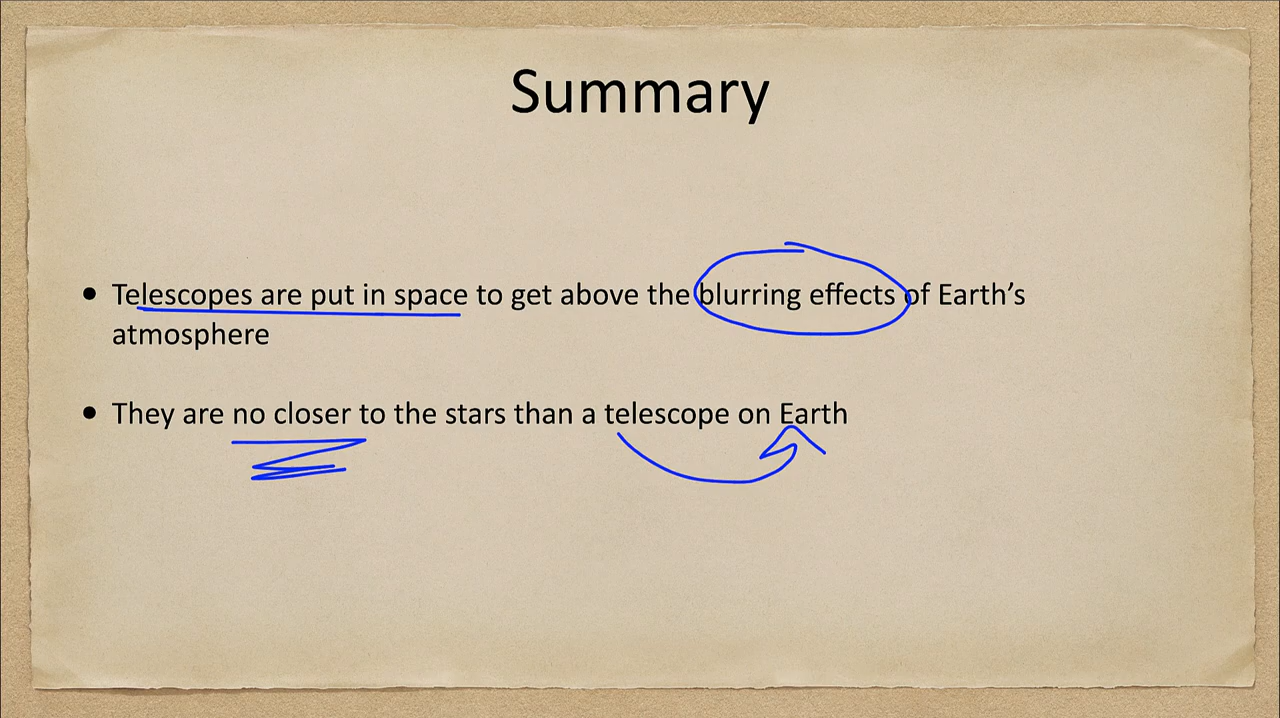 Summary
• Telescopes are put in space to get above the blurring effects of Earth’s
atmosphere
• They are no closer to the stars than a telescope on Earth